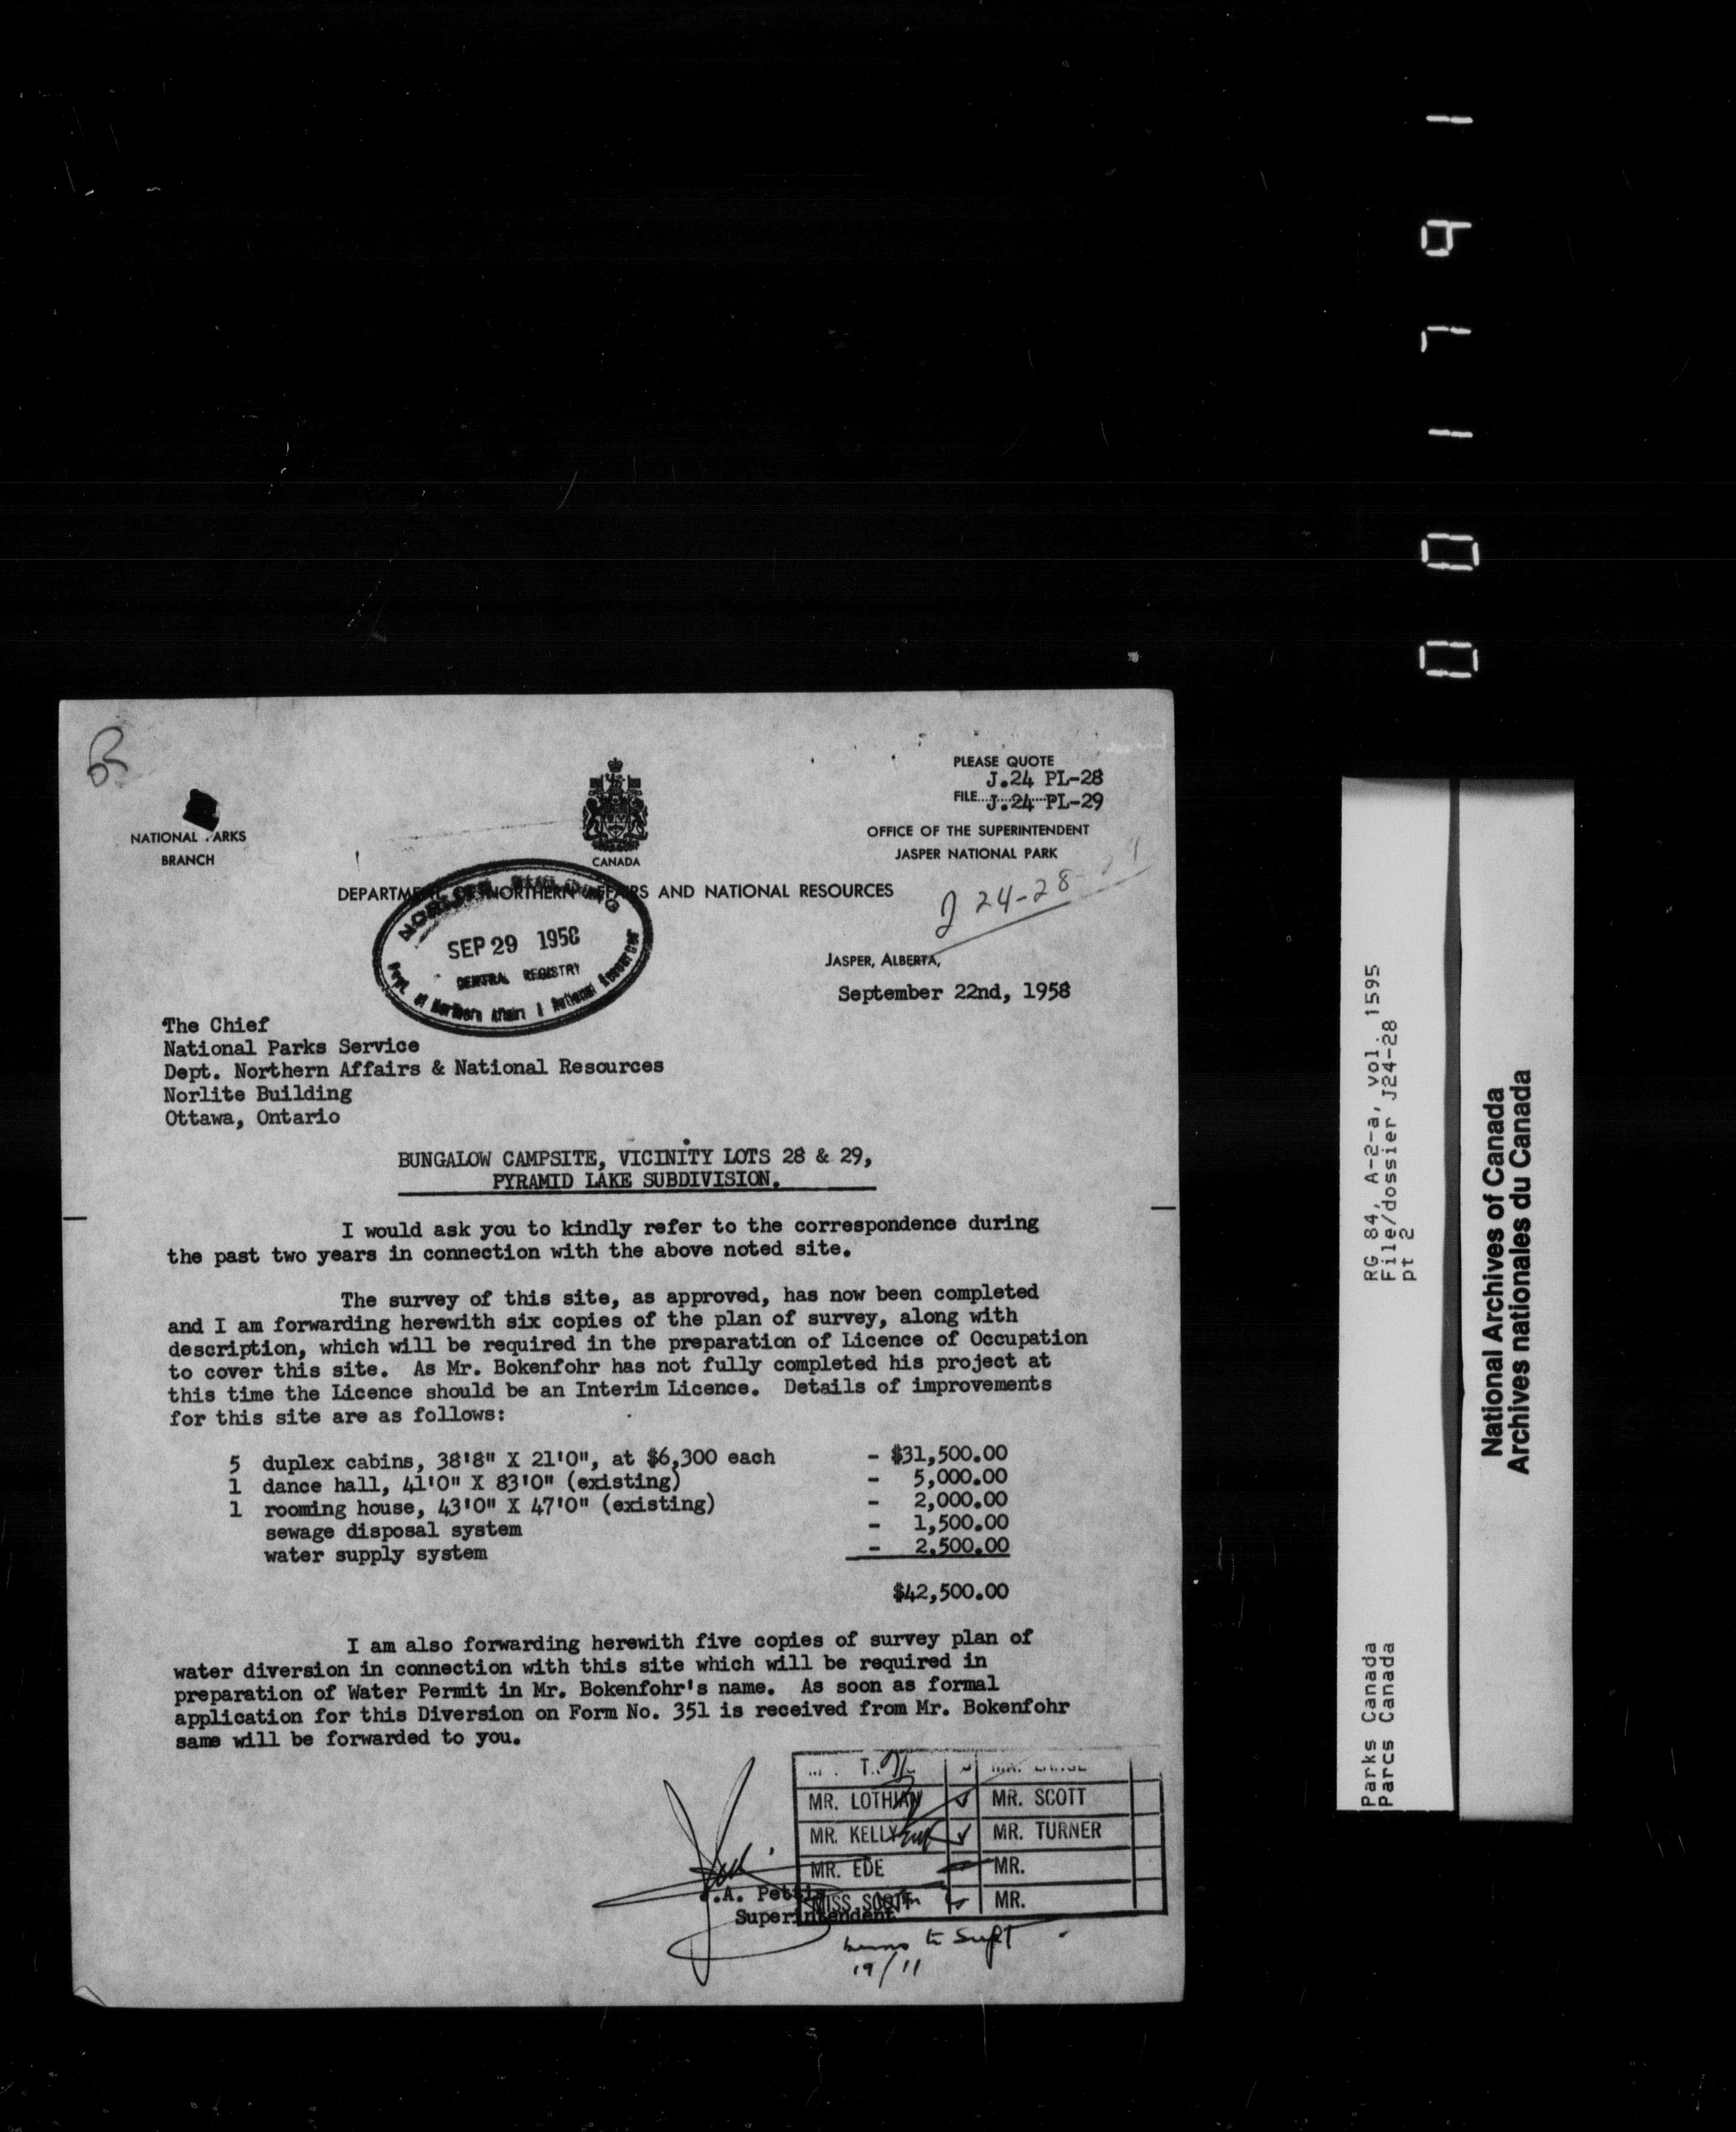 PLEASE QUOTE
J.24 PL-28
FILE J.24 PL-29
NATIONAL PARKS
BRANCH
CANADA
OFFICE OF THE SUPERINTENDENT
JASPER NATIONAL PARK
DEPARTMENT OF NORTHERN AFFAIRS AND NATIONAL RESOURCES
J 24-28
SEP 29 1958
CENTRAL REGISTRY
Dept. of Northern Affairs & National Resources
JASPER, ALBERTA,
September 22nd, 1958
The Chief
National Parks Service
Dept. Northern Affairs & National Resources
Norlite Building
Ottawa, Ontario
BUNGALOW CAMPSITE, VICINITY LOTS 28 & 29,
PYRAMID LAKE SUBDIVISION.
I would ask you to kindly refer to the correspondence during
the past two years in connection with the above noted site.
The survey of this site, as approved, has now been completed
and I am forwarding herewith six copies of the plan of survey, along with
description, which will be required in the preparation of Licence of Occupation
to cover this site. As Mr. Bokenfohr has not fully completed his project at
this time the Licence should be an Interim Licence. Details of improvements
for this site are as follows:
5 duplex cabins, 38'8" X 21'0", at $6,300 each - $31,500.00
1 dance hall, 41'0" X 83'0" (existing) - 5,000.00
1 rooming house, 43'0" X 47'0" (existing) - 2,000.00
sewage disposal system - 1,500.00
water supply system - 2,500.00
$42,500.00
I am also forwarding herewith five copies of survey plan of
water diversion in connection with this site which will be required in
preparation of Water Permit in Mr. Bokenfohr's name. As soon as formal
application for this Diversion on Form No. 351 is received from Mr. Bokenfohr
same will be forwarded to you.
MR. LOTHIAN MR. SCOTT
MR. KELLY MR. TURNER
MR. EDE MR.
MISS SCOTT MR.
.A. Pettis
Superintendent
to Supt
19/11
RG 84, A-2-a, vol. 1595
File/dossier J24-28
pt 2
Parks Canada
Parcs Canada
National Archives of Canada
Archives nationales du Canada